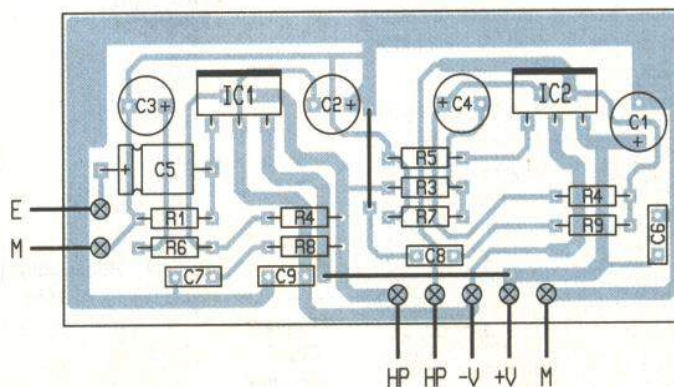 C3 +
IC1
C2 +
+ C4
IC2
C1
+
+ C5
R5
R3
R4
E
R1
R4
R7
R9
C6
M
R6
R8
C8
C7
C9
HP HP -V +V M